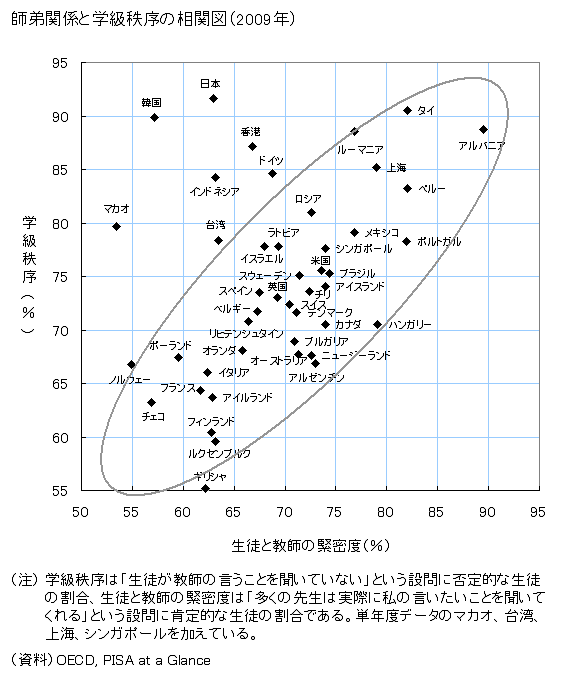 師弟関係と学級秩序の相関図(2009年)
95
90
85
80
75
70
65
60
55
学級秩序(%)
日本
韓国
タイ
香港
ルーマニア
アルバニア
ドイツ
上海
インドネシア
ペルー
ロシア
マカオ
台湾
ラトビア
メキシコ
イスラエル
シンガポール
ポルトガル
米国
スウェーデン
ブラジル
スペイン
英国
チリ
アイスランド
スイス
ベルギー
デンマーク
リヒテンシュタイン
カナダ
ハンガリー
ポーランド
オランダ
ブルガリア
オーストラリア
ニュージーランド
ノルウェー
イタリア
アルゼンチン
フランス
アイルランド
チェコ
フィンランド
ルクセンブルク
ギリシャ
50 55 60 65 70 75 80 85 90 95
生徒と教師の緊密度(%)
(注) 学級秩序は「生徒が教師の言うことを聞いていない」という設問に否定的な生徒
の割合、生徒と教師の緊密度は「多くの先生は実際に私の言いたいことを聞いて
くれる」という設問に肯定的な生徒の割合である。単年度データのマカオ、台湾、
上海、シンガポールを加えている。
(資料)OECD, PISA at a Glance